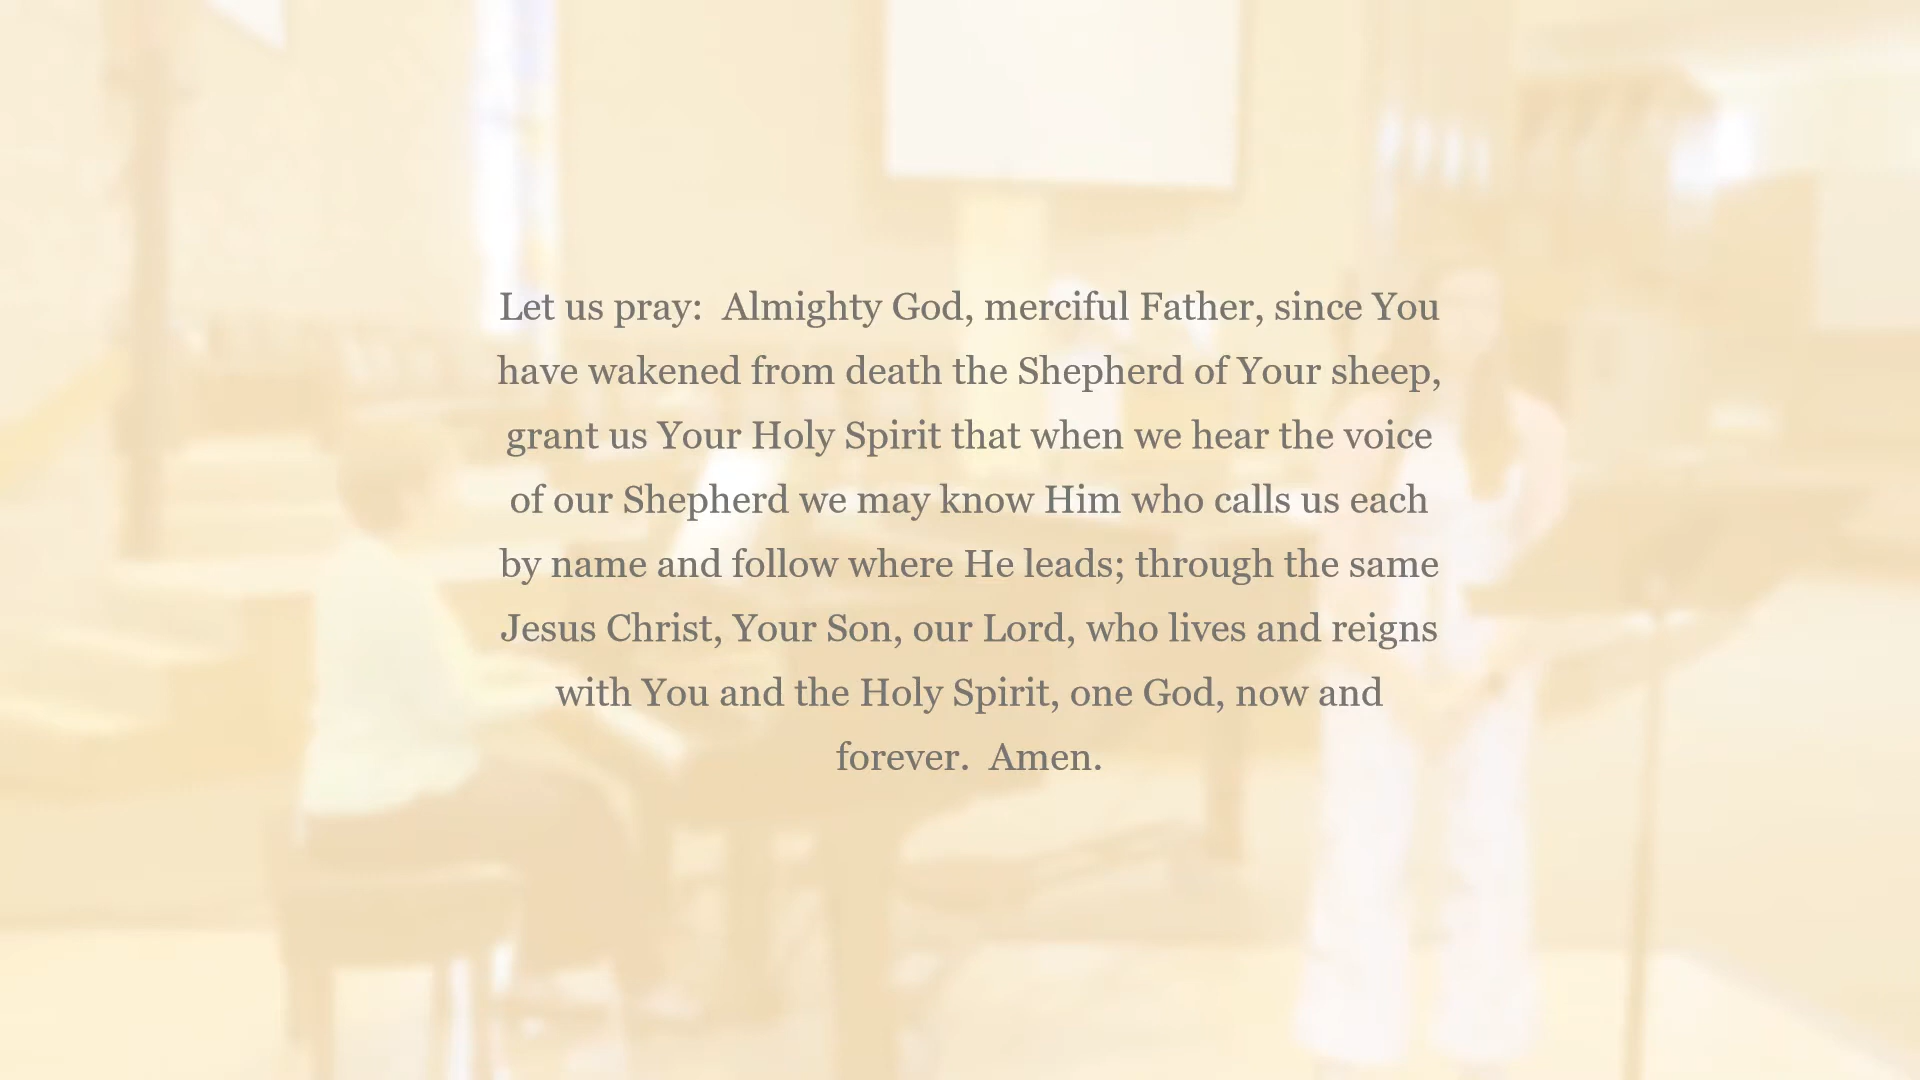 Let us pray:  Almighty God, merciful Father, since You
have wakened from death the Shepherd of Your sheep,
grant us Your Holy Spirit that when we hear the voice
of our Shepherd we may know Him who calls us each
by name and follow where He leads; through the same
Jesus Christ, Your Son, our Lord, who lives and reigns
with You and the Holy Spirit, one God, now and
forever.  Amen.